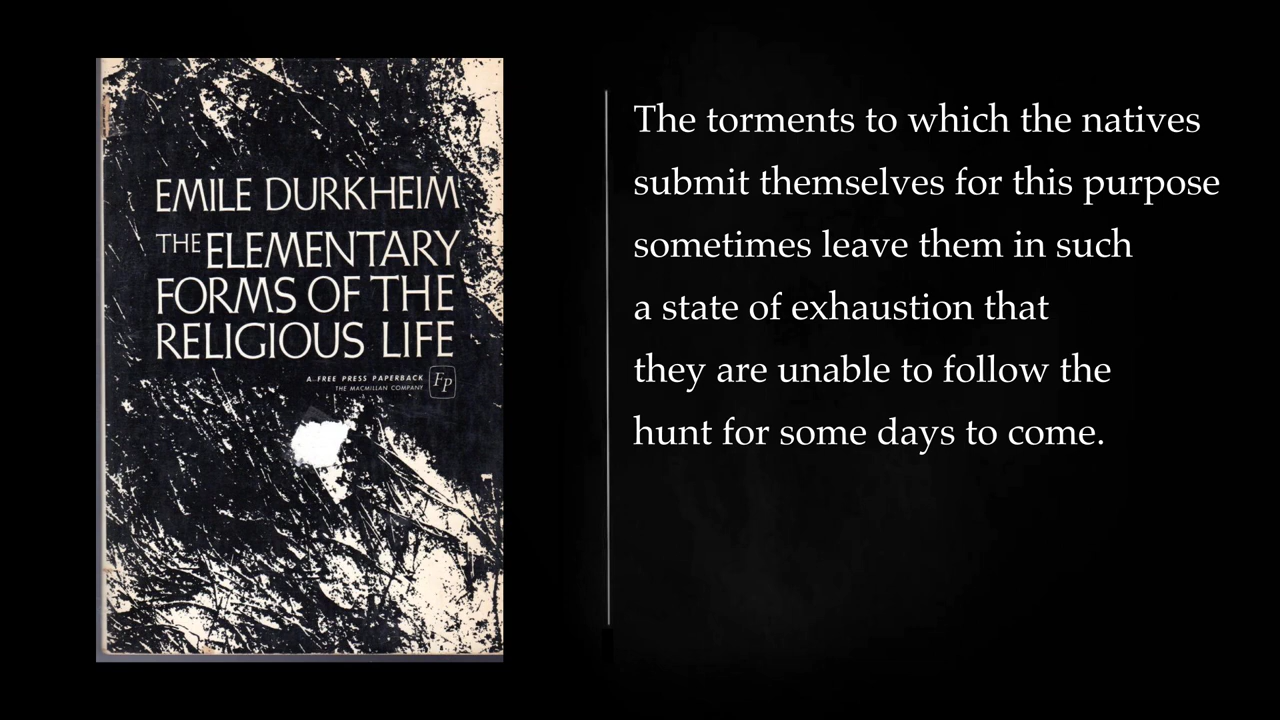 EMILE DURKHEIM
THE ELEMENTARY
FORMS OF THE
RELIGIOUS LIFE
A FREE PRESS PAPERBACK
THE MACMILLAN COMPANY
Fp
The torments to which the natives
submit themselves for this purpose
sometimes leave them in such
a state of exhaustion that
they are unable to follow the
hunt for some days to come.